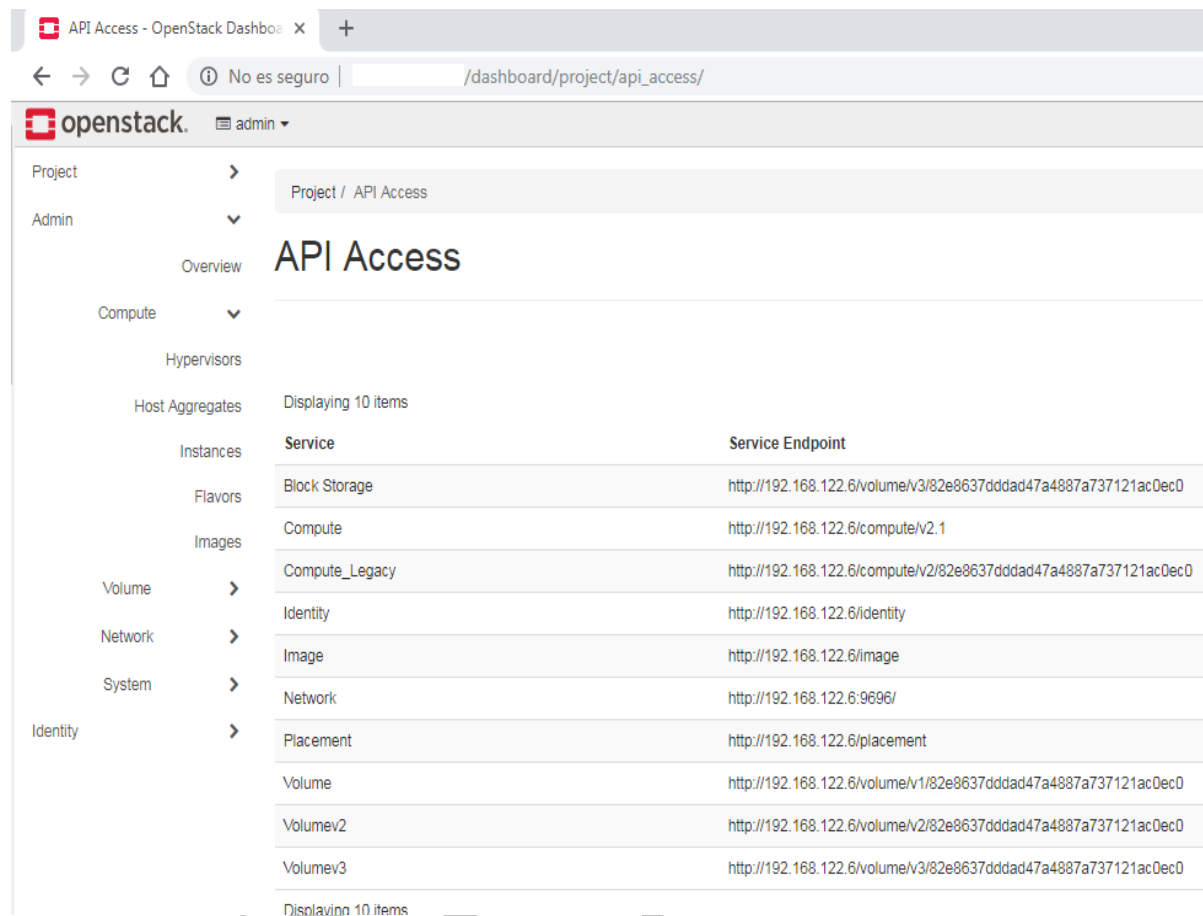 API Access - OpenStack Dashboa
No es seguro | /dashboard/project/api_access/
openstack. admin
Project
Project / API Access
Admin
API Access
Overview
Compute
Hypervisors
Host Aggregates
Displaying 10 items
Service Service Endpoint
Instances
Block Storage http://192.168.122.6/volume/v3/82e8637dddad47a4887a737121ac0ec0
Flavors
Compute http://192.168.122.6/compute/v2.1
Images
Compute_Legacy http://192.168.122.6/compute/v2/82e8637dddad47a4887a737121ac0ec0
Volume
Identity http://192.168.122.6/identity
Network
Image http://192.168.122.6/image
System
Network http://192.168.122.6:9696/
Identity
Placement http://192.168.122.6/placement
Volume http://192.168.122.6/volume/v1/82e8637dddad47a4887a737121ac0ec0
Volumev2 http://192.168.122.6/volume/v2/82e8637dddad47a4887a737121ac0ec0
Volumev3 http://192.168.122.6/volume/v3/82e8637dddad47a4887a737121ac0ec0
Displaying 10 items